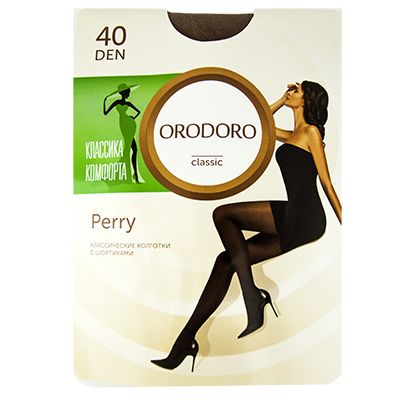 40
DEN
КЛАССИКА
КОМФОРТА
ORODORO
classic
Perry
КЛАССИЧЕСКИЕ КОЛГОТКИ
С ШОРТИКАМИ